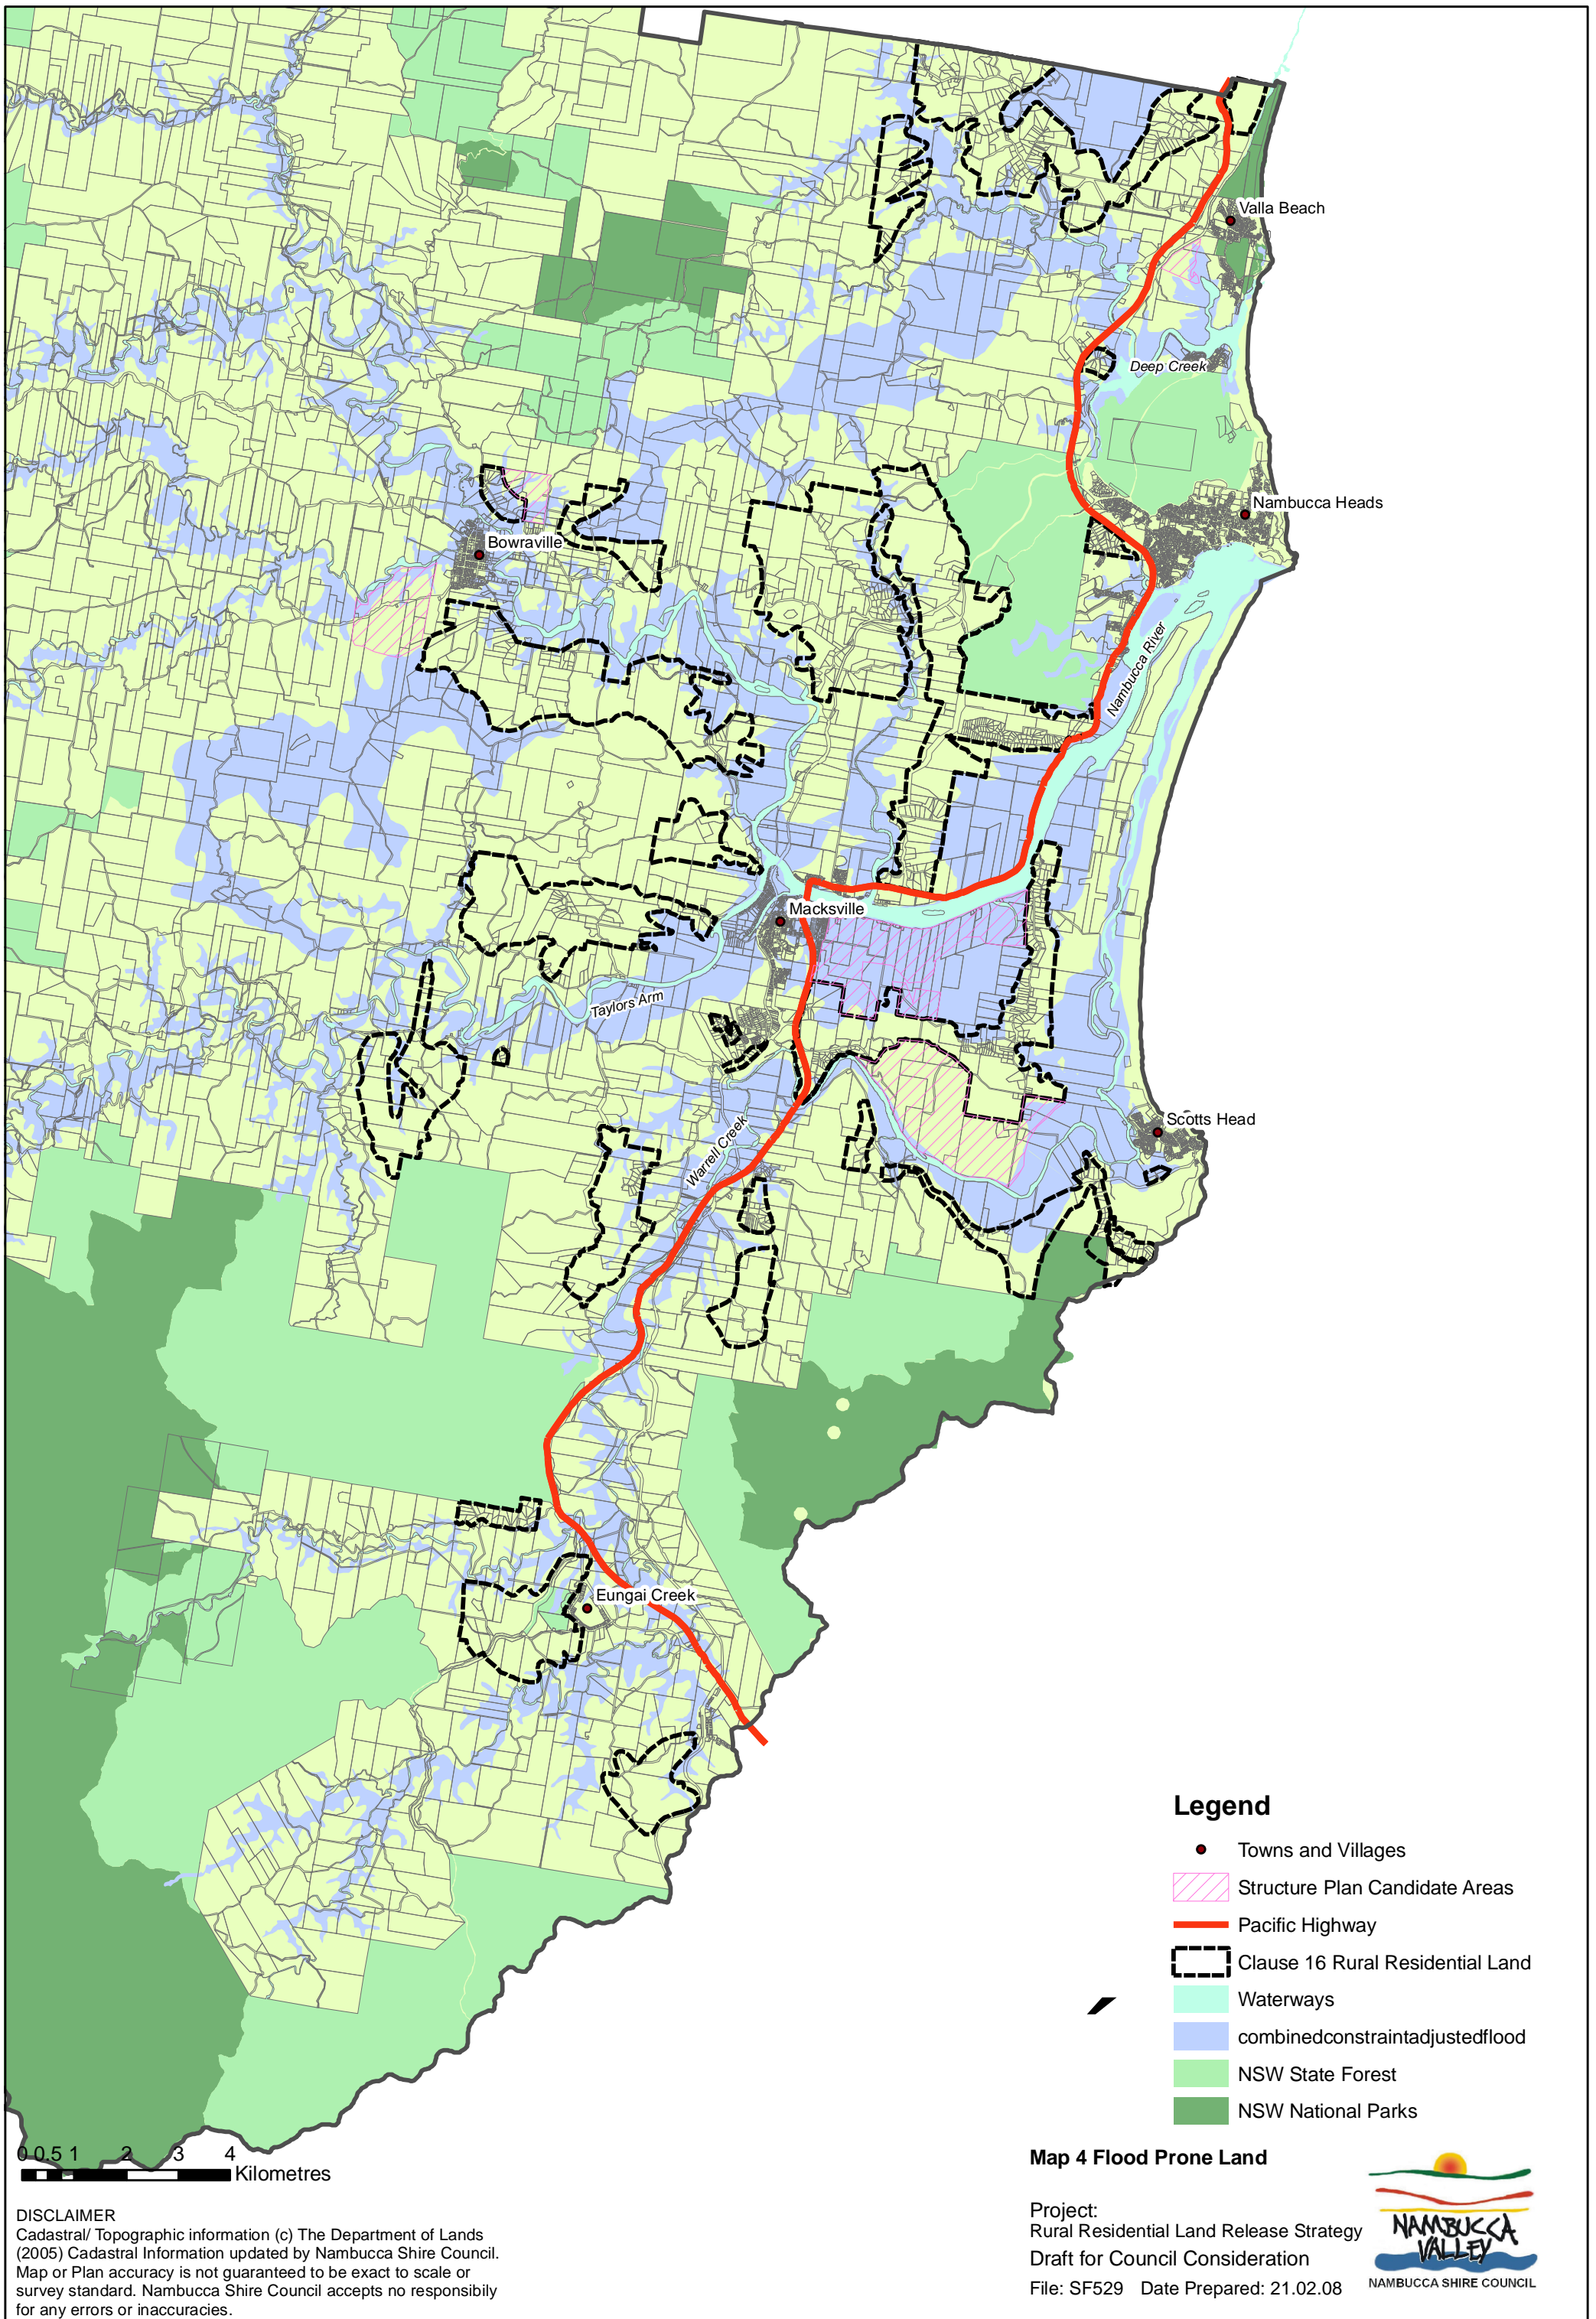 Valla Beach
Deep Creek
Nambucca Heads
Bowraville
Nambucca River
Macksville
Taylors Arm
Scotts Head
Warrell Creek
Eungai Creek
Legend
Towns and Villages
Structure Plan Candidate Areas
Pacific Highway
Clause 16 Rural Residential Land
Waterways
combinedconstraintadjustedflood
NSW State Forest
NSW National Parks
0 0.5 1 2 3 4
Kilometres
DISCLAIMER
Cadastral/ Topographic information (c) The Department of Lands
(2005) Cadastral Information updated by Nambucca Shire Council.
Map or Plan accuracy is not guaranteed to be exact to scale or
survey standard. Nambucca Shire Council accepts no responsibily
for any errors or inaccuracies.
Map 4 Flood Prone Land
Project:
Rural Residential Land Release Strategy
Draft for Council Consideration
File: SF529 Date Prepared: 21.02.08
NAMBUCCA
VALLEY
NAMBUCCA SHIRE COUNCIL